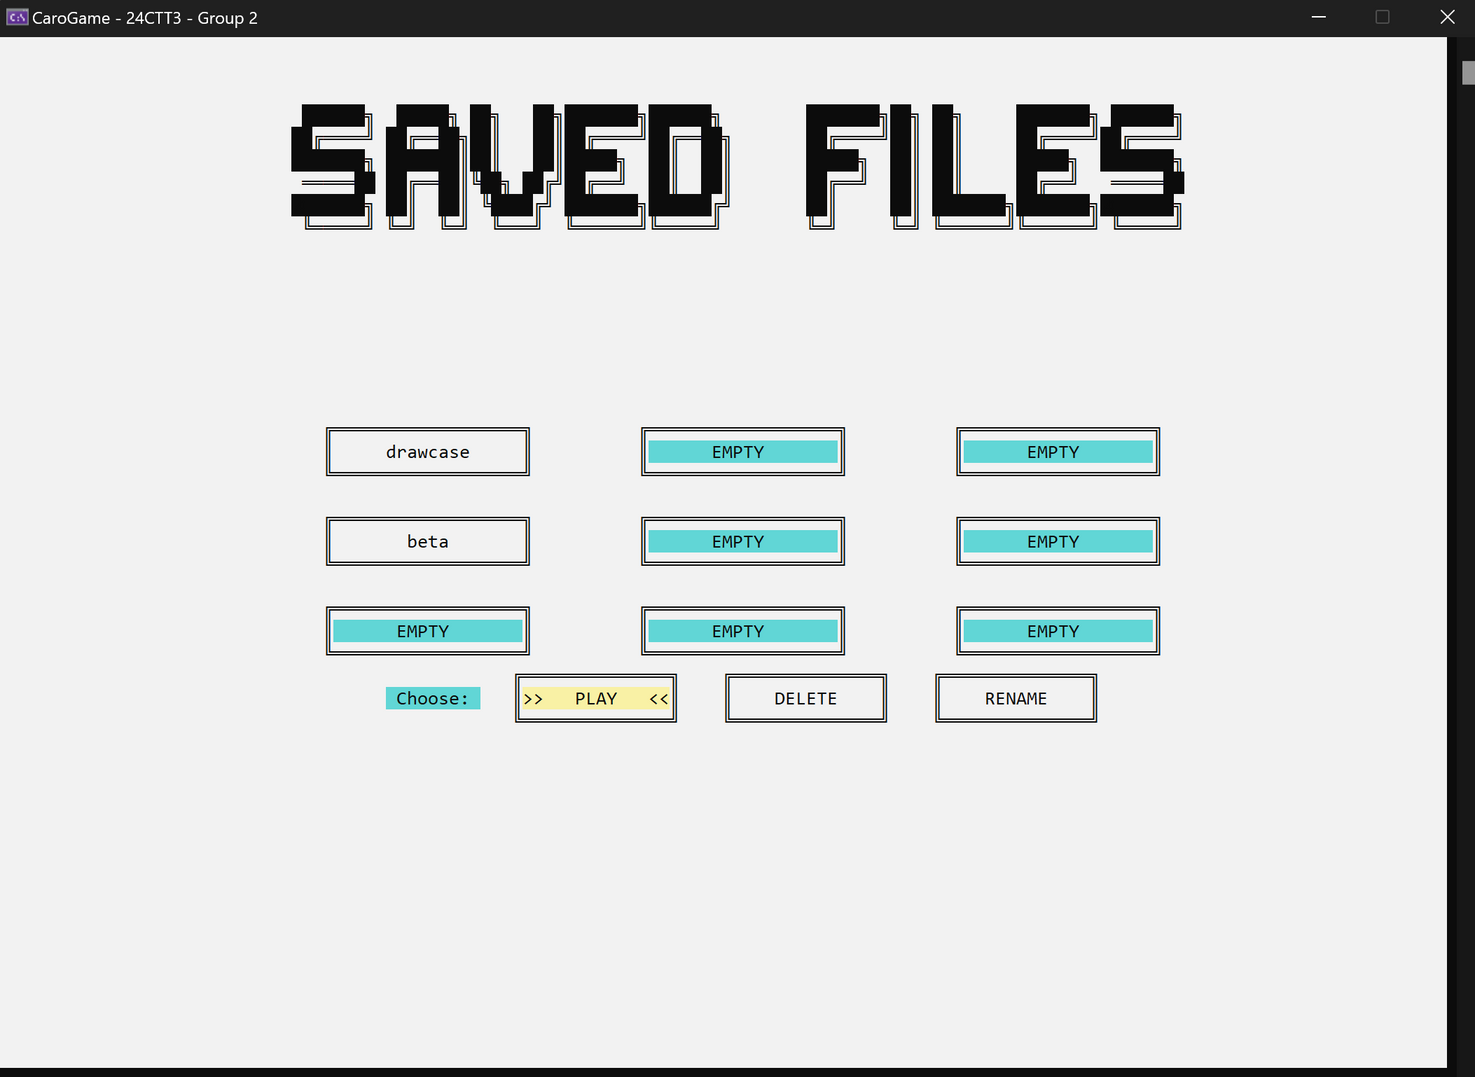 CaroGame - 24CTT3 - Group 2
SAVED FILES
drawcase EMPTY EMPTY
beta EMPTY EMPTY
EMPTY EMPTY EMPTY
Choose: >> PLAY << DELETE RENAME